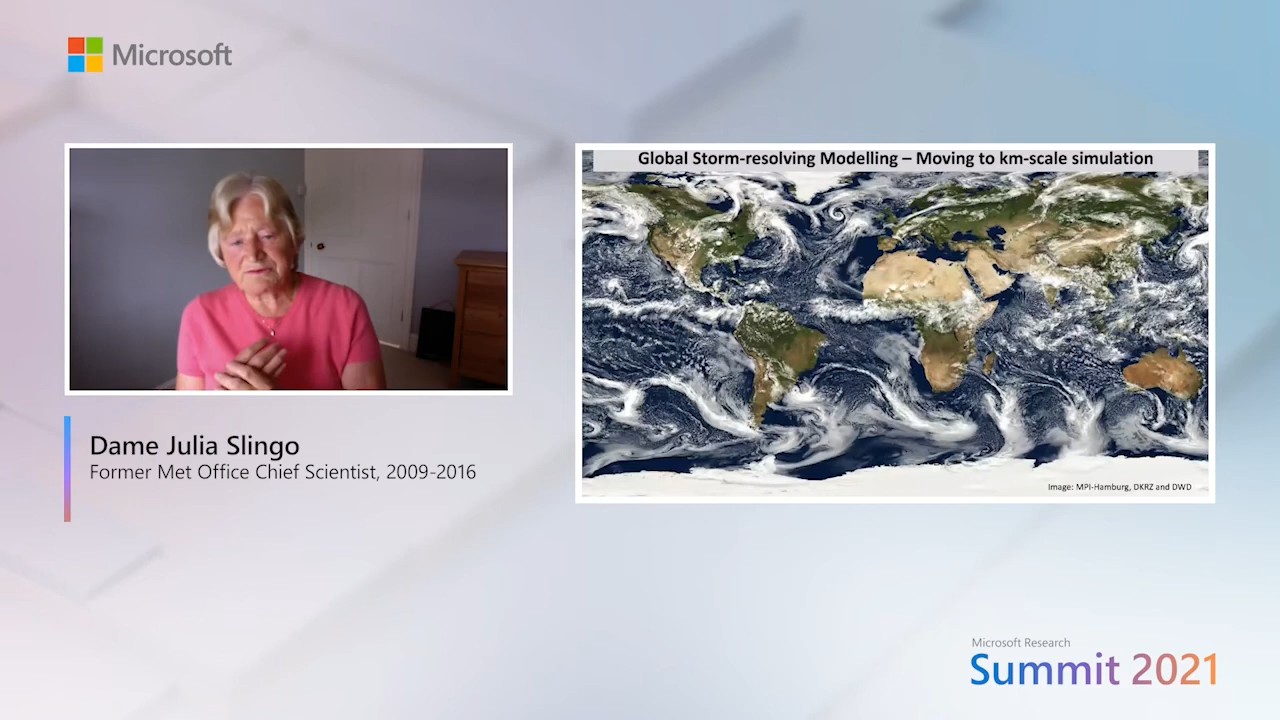 Microsoft
Global Storm-resolving Modelling – Moving to km-scale simulation
Image: MPI-Hamburg, DKRZ and DWD
Dame Julia Slingo
Former Met Office Chief Scientist, 2009-2016
Microsoft Research
Summit 2021